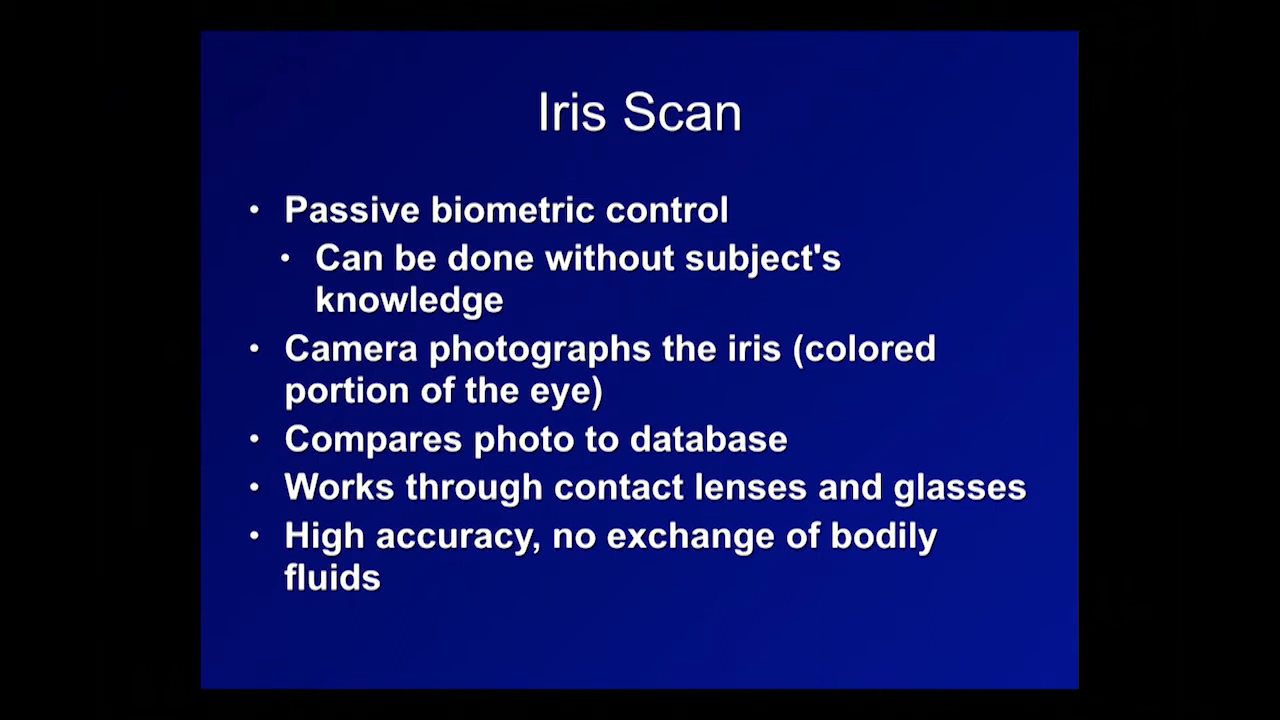 Iris Scan
• Passive biometric control
• Can be done without subject's
knowledge
• Camera photographs the iris (colored
portion of the eye)
• Compares photo to database
• Works through contact lenses and glasses
• High accuracy, no exchange of bodily
fluids